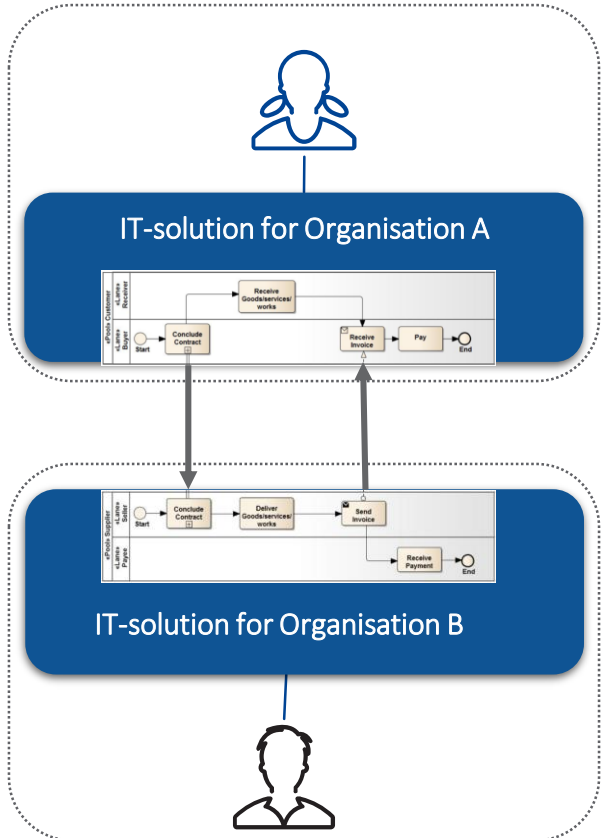 IT-solution for Organisation A
«Pool» Customer
«Lane»
Receiver
Receive
Goods/services/
works
«Lane»
Buyer
Start
Conclude
Contract
Receive
Invoice
Pay
End
«Pool» Supplier
«Lane»
Seller
Start
Conclude
Contract
Deliver
Goods/services/
works
Send
Invoice
«Lane»
Payee
Receive
Payment
End
IT-solution for Organisation B